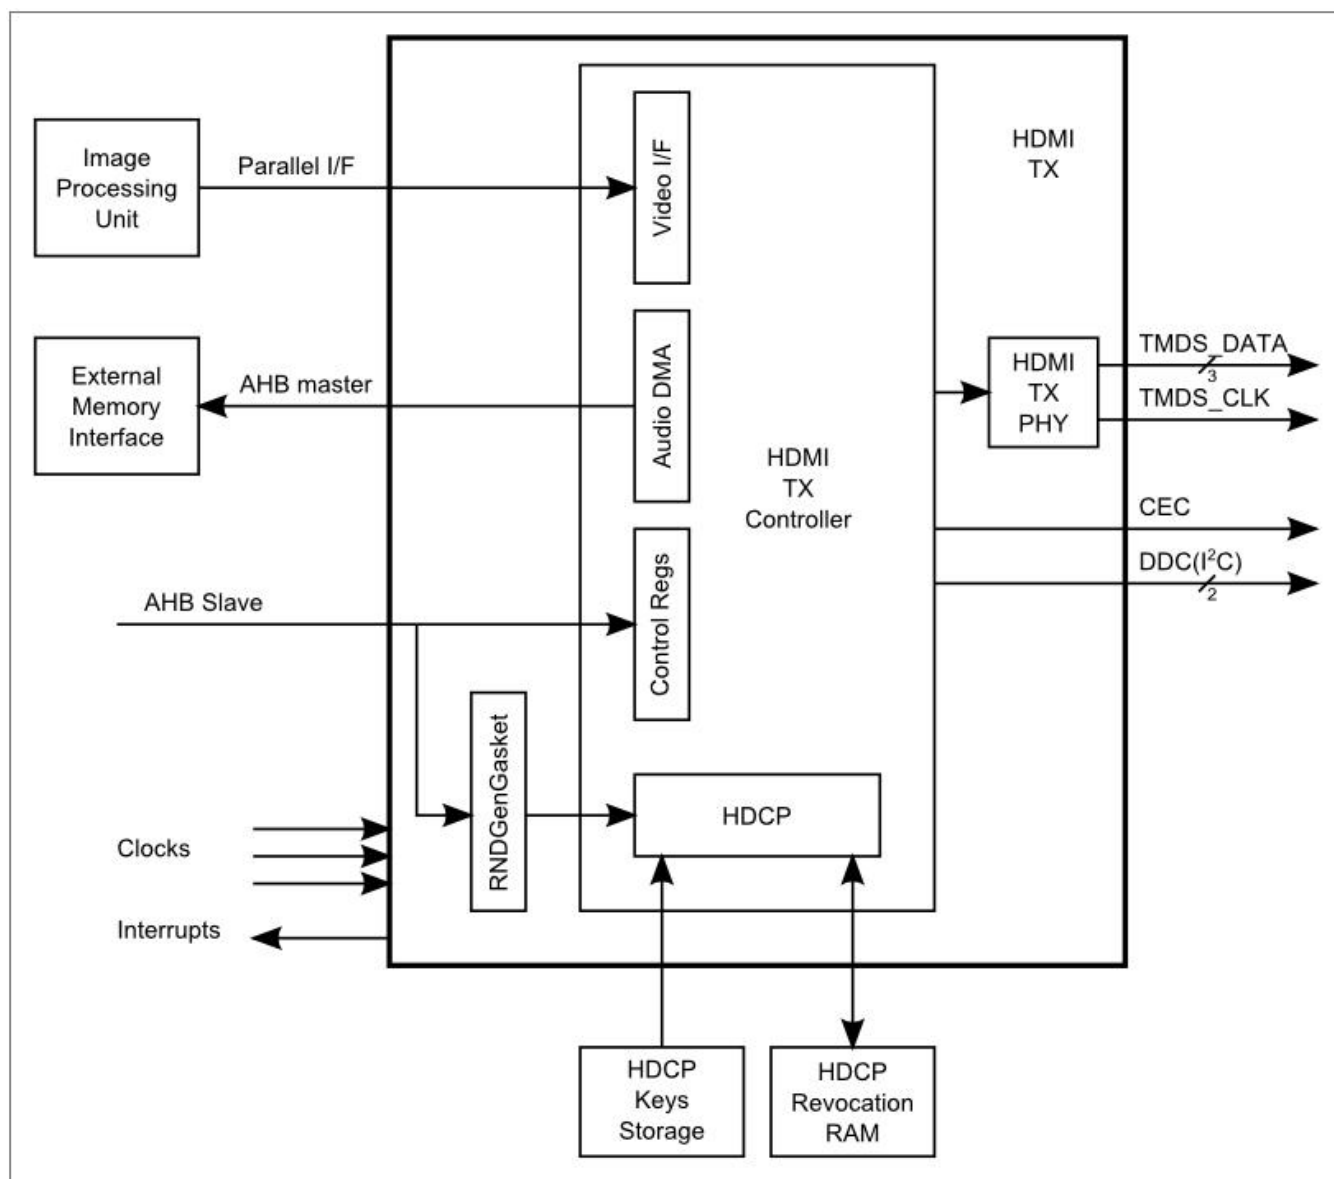 Image
Processing
Unit
Parallel I/F
Video I/F
HDMI
TX
External
Memory
Interface
AHB master
Audio DMA
HDMI
TX
Controller
HDMI
TX
PHY
TMDS_DATA
3
TMDS_CLK
CEC
DDC(I²C)
2
AHB Slave
Control Regs
RNDGenGasket
HDCP
Clocks
Interrupts
HDCP
Keys
Storage
HDCP
Revocation
RAM